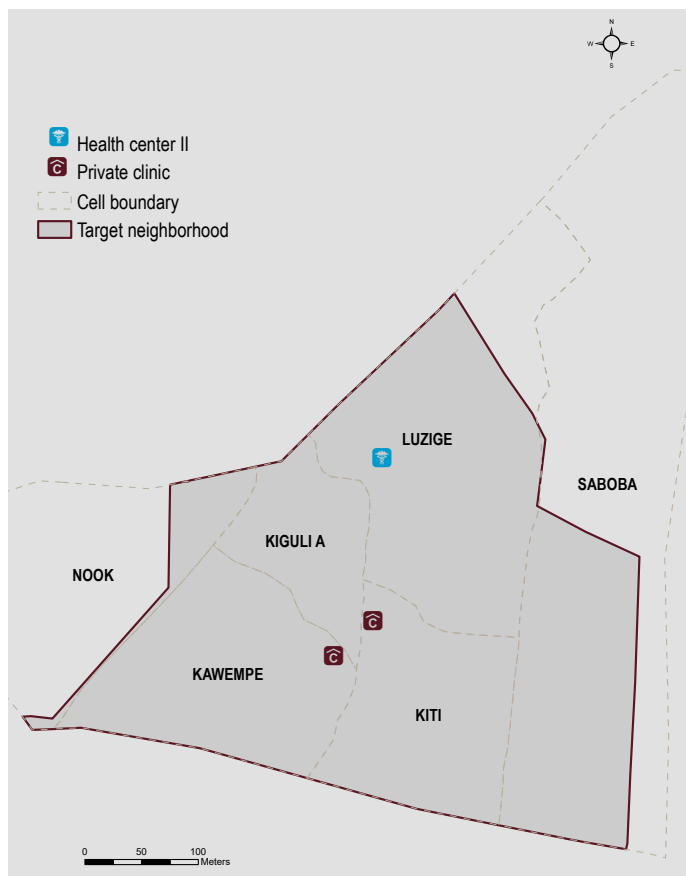 N
W E
S
Health center II
C Private clinic
Cell boundary
Target neighborhood
LUZIGE
SABOBA
KIGULI A
NOOK
C
C
KAWEMPE
KITI
0 50 100
Meters